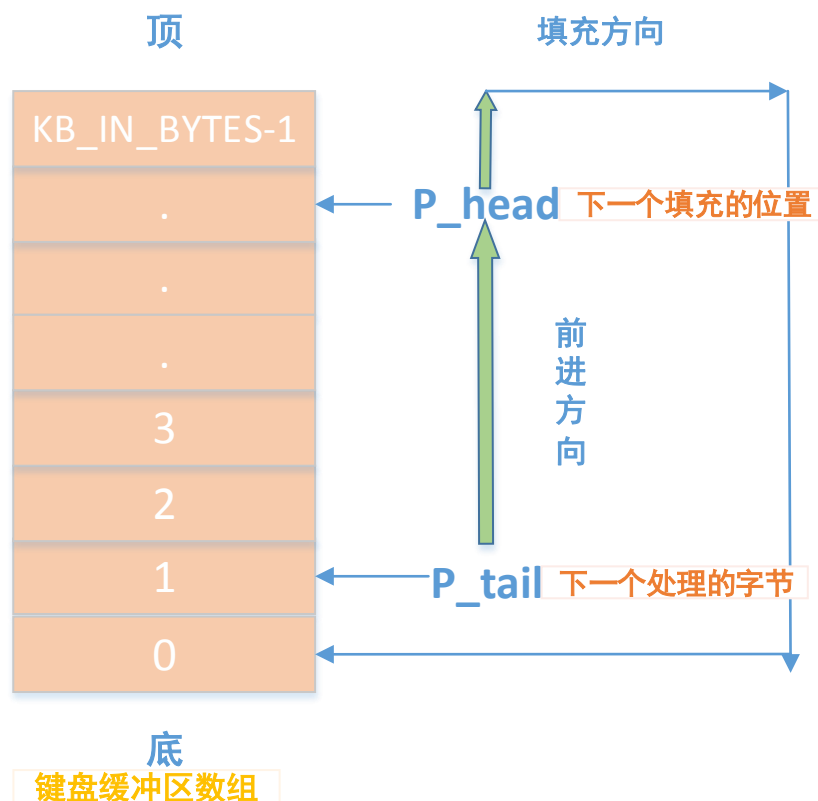 顶
填充方向
KB_IN_BYTES-1
.
P_head
下一个填充的位置
.
.
前进方向
3
2
1
P_tail
下一个处理的字节
0
底
键盘缓冲区数组